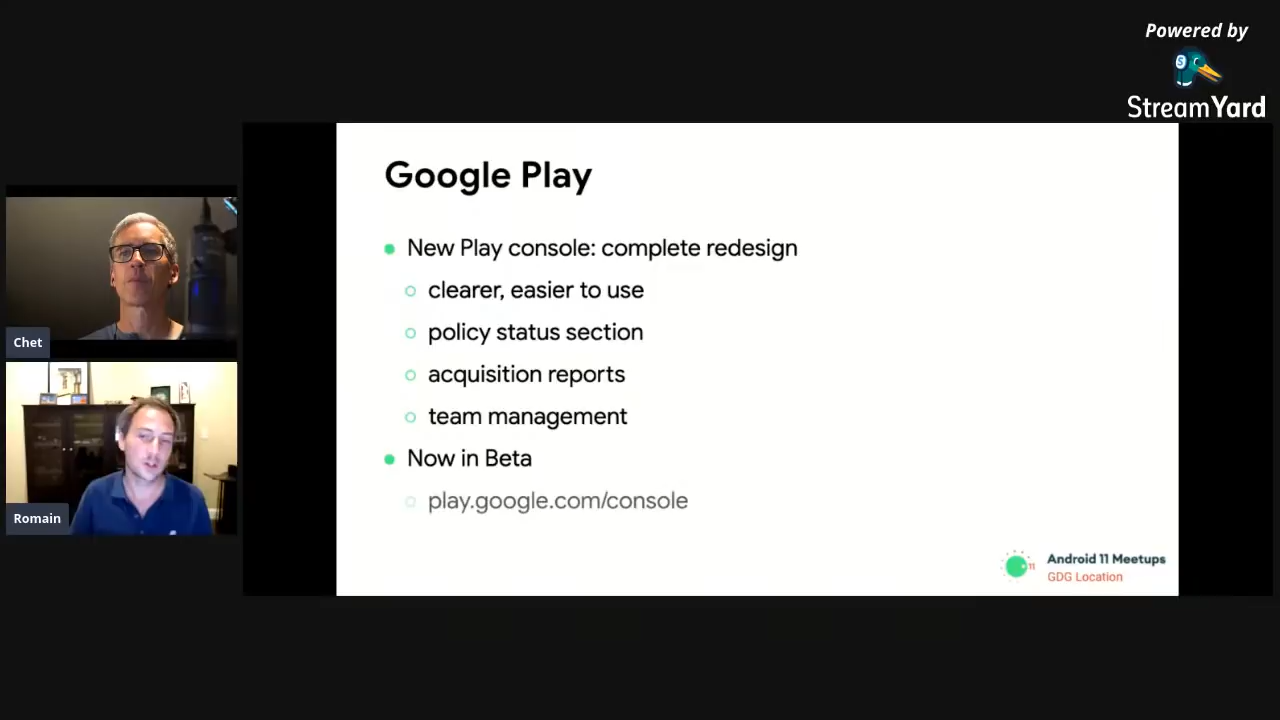 Powered by
StreamYard
Google Play
New Play console: complete redesign
clearer, easier to use
policy status section
acquisition reports
team management
Now in Beta
play.google.com/console
Chet
Romain
11
Android 11 Meetups
GDG Location